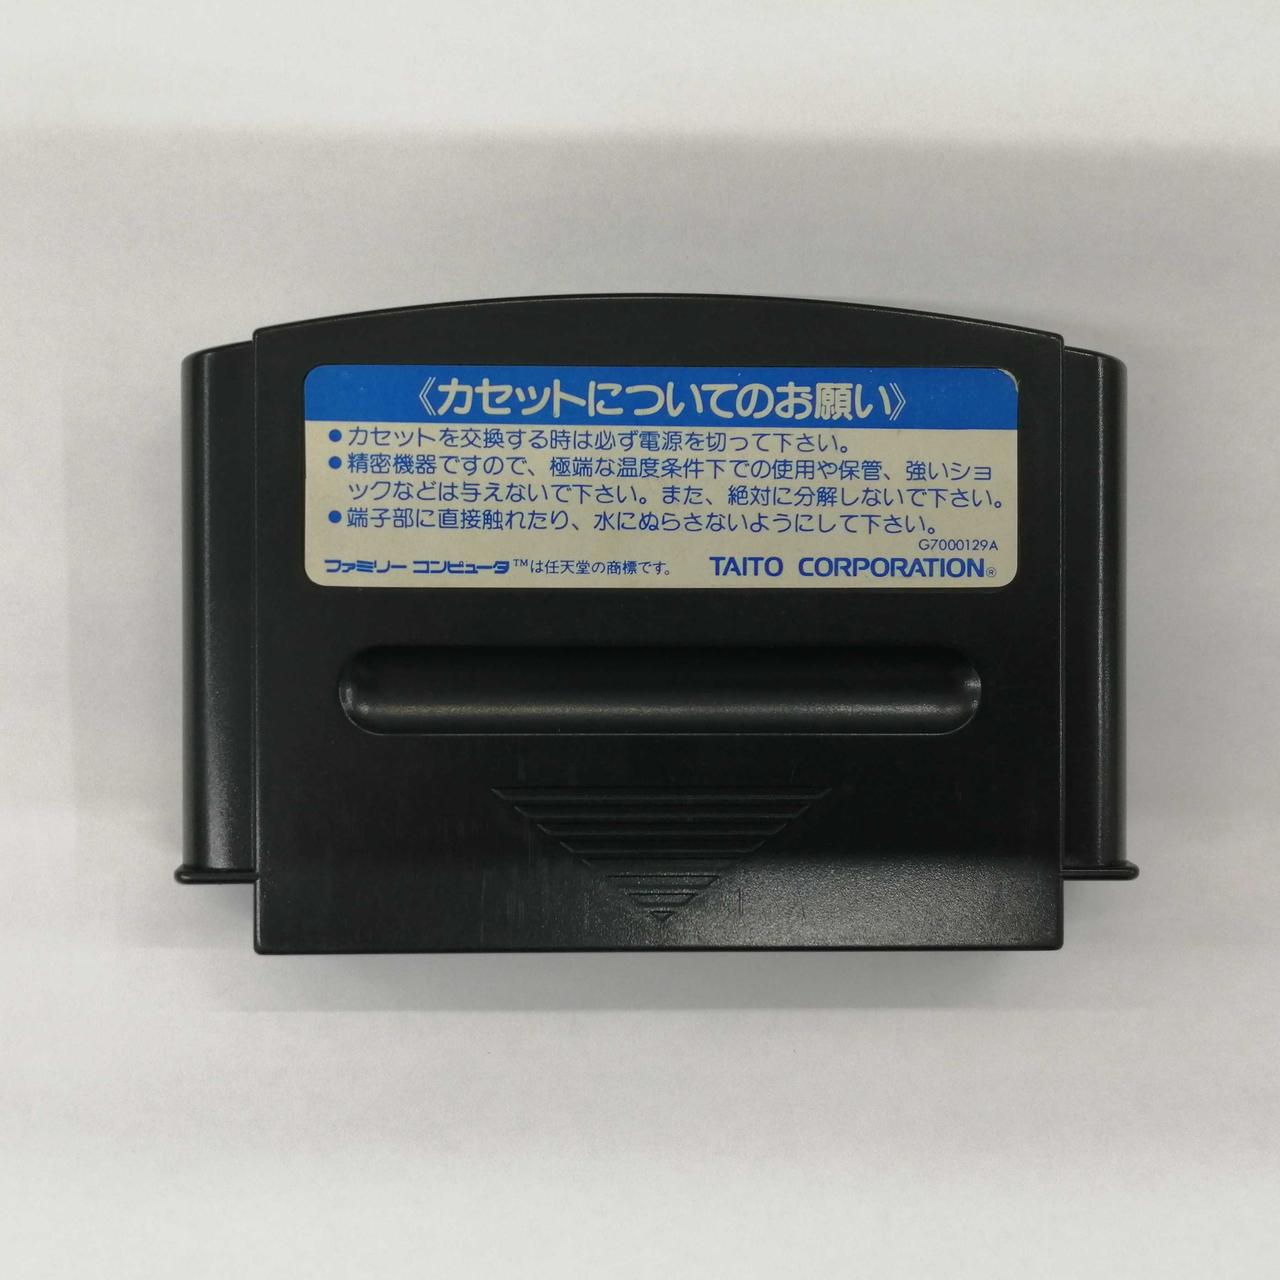 《カセットについてのお願い》
●カセットを交換する時は必ず電源を切って下さい。
●精密機器ですので、極端な温度条件下での使用や保管、強いショ
ックなどは与えないで下さい。また、絶対に分解しないで下さい。
●端子部に直接触れたり、水にぬらさないようにして下さい。
G7000129A
ファミリー コンピュータ™は任天堂の商標です。 TAITO CORPORATION®